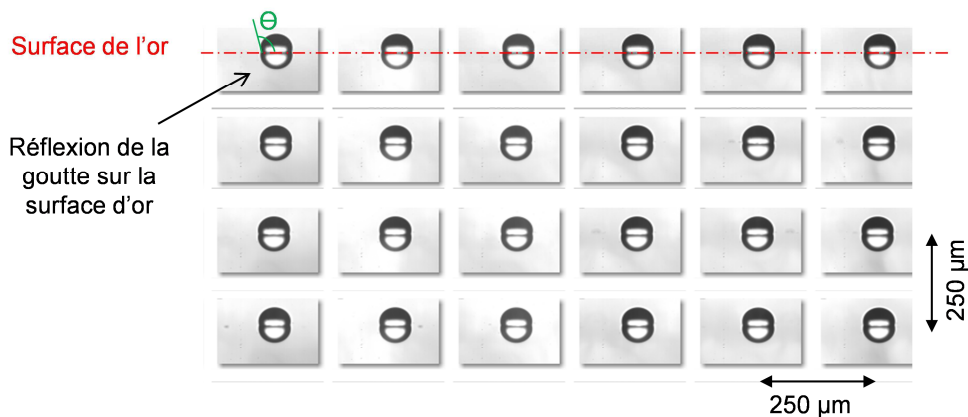 Surface de l’or
Θ
Réflexion de la
goutte sur la
surface d’or
250 µm
250 µm